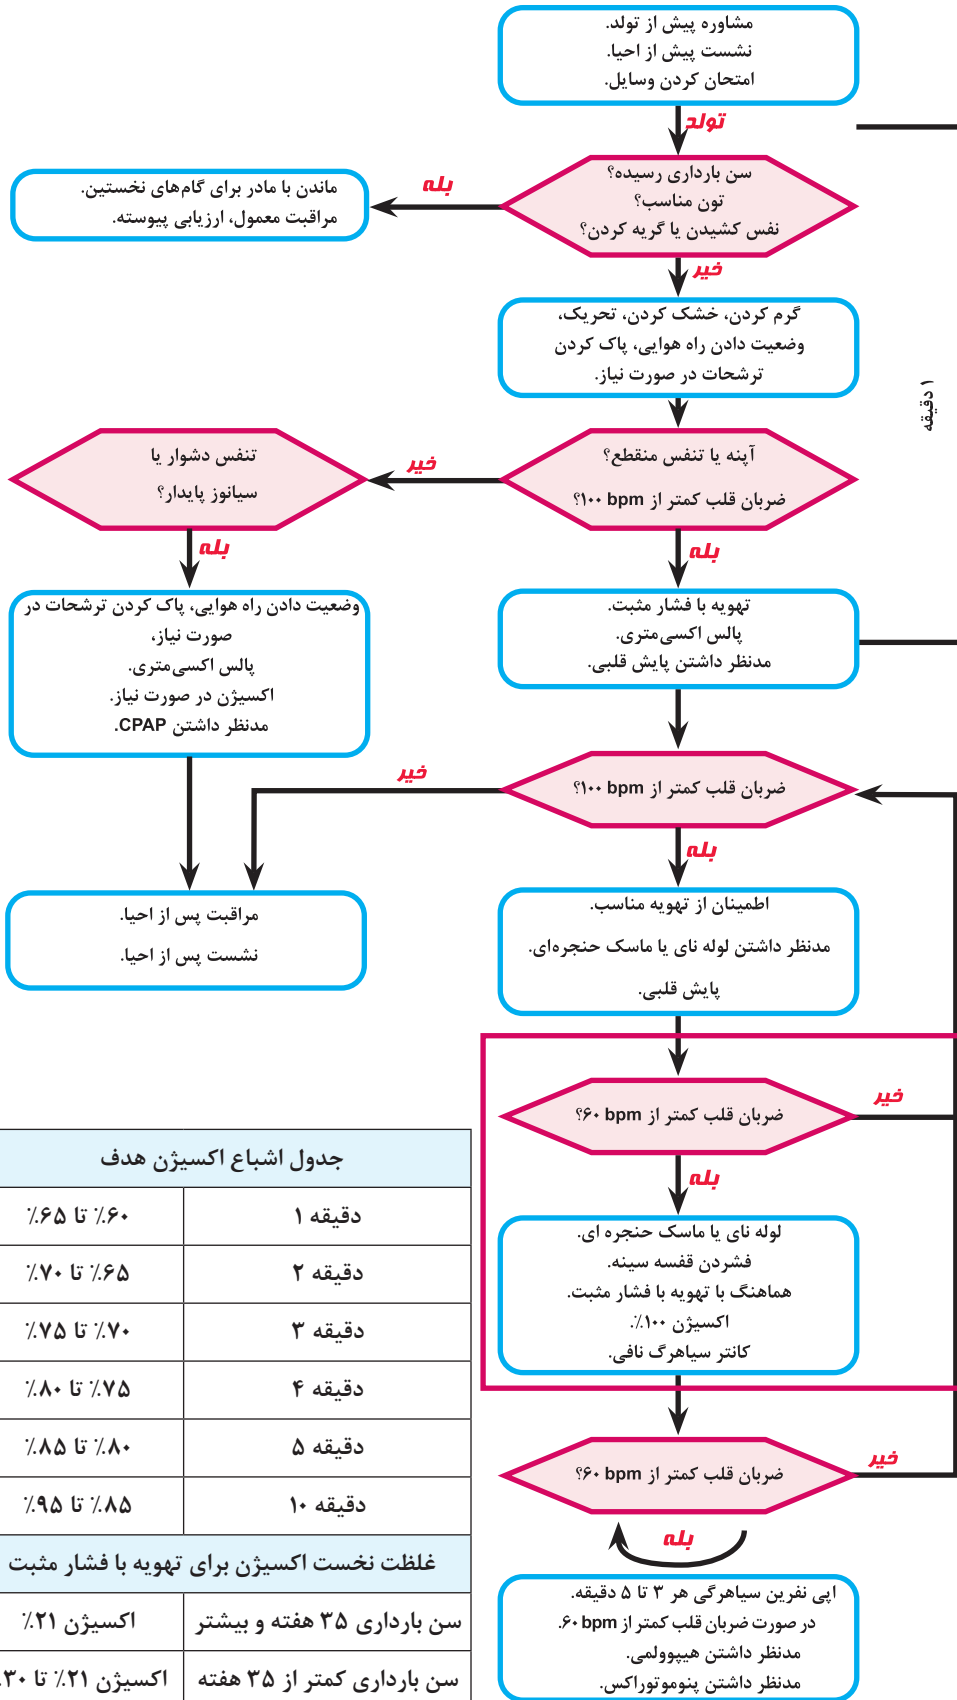 مشاوره پیش از تولد.
نشست پیش از احیا.
امتحان کردن وسایل.
تولد
سن بارداری رسیده؟
تون مناسب؟
نفس کشیدن یا گریه کردن؟
بله
ماندن با مادر برای گام‌های نخستین.
مراقبت معمول، ارزیابی پیوسته.
خیر
گرم کردن، خشک کردن، تحریک،
وضعیت دادن راه هوایی، پاک کردن
ترشحات در صورت نیاز.
۱ دقیقه
آپنه یا تنفس منقطع؟
ضربان قلب کمتر از ۱۰۰ bpm؟
خیر
تنفس دشوار یا
سیانوز پایدار؟
بله
بله
تهویه با فشار مثبت.
پالس اکسی‌متری.
مدنظر داشتن پایش قلبی.
وضعیت دادن راه هوایی، پاک کردن ترشحات در
صورت نیاز،
پالس اکسی‌متری.
اکسیژن در صورت نیاز.
مدنظر داشتن CPAP.
ضربان قلب کمتر از ۱۰۰ bpm؟
خیر
بله
مراقبت پس از احیا.
نشست پس از احیا.
اطمینان از تهویه مناسب.
مدنظر داشتن لوله نای یا ماسک حنجره‌ای.
پایش قلبی.
ضربان قلب کمتر از ۶۰ bpm؟
خیر
بله
لوله نای یا ماسک حنجره ای.
فشردن قفسه سینه.
هماهنگ با تهویه با فشار مثبت.
اکسیژن ۱۰۰٪.
کانتر سیاهرگ نافی.
ضربان قلب کمتر از ۶۰ bpm؟
خیر
بله
اپی نفرین سیاهرگی هر ۳ تا ۵ دقیقه.
در صورت ضربان قلب کمتر از ۶۰ bpm.
مدنظر داشتن هیپوولمی.
مدنظر داشتن پنوموتوراکس.
جدول اشباع اکسیژن هدف
دقیقه ۱ ۶۰٪ تا ۶۵٪
دقیقه ۲ ۶۵٪ تا ۷۰٪
دقیقه ۳ ۷۰٪ تا ۷۵٪
دقیقه ۴ ۷۵٪ تا ۸۰٪
دقیقه ۵ ۸۰٪ تا ۸۵٪
دقیقه ۱۰ ۸۵٪ تا ۹۵٪
غلظت نخست اکسیژن برای تهویه با فشار مثبت
سن بارداری ۳۵ هفته و بیشتر اکسیژن ۲۱٪
سن بارداری کمتر از ۳۵ هفته اکسیژن ۲۱٪ تا ۳۰٪